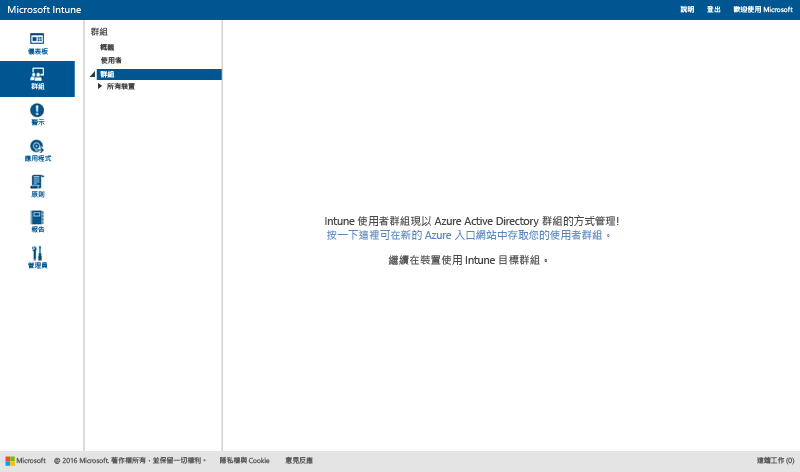 Microsoft Intune
說明 登出 歡迎使用 Microsoft
儀表板
群組
警示
應用程式
原則
報告
管理員
群組
概觀
使用者
群組
所有裝置
Intune 使用者群組現以 Azure Active Directory 群組的方式管理!
按一下這裡可在新的 Azure 入口網站中存取您的使用者群組。
繼續在裝置使用 Intune 目標群組。
Microsoft © 2016 Microsoft. 著作權所有，並保留一切權利。 隱私權與 Cookie 意見反應 遠端工作 (0)